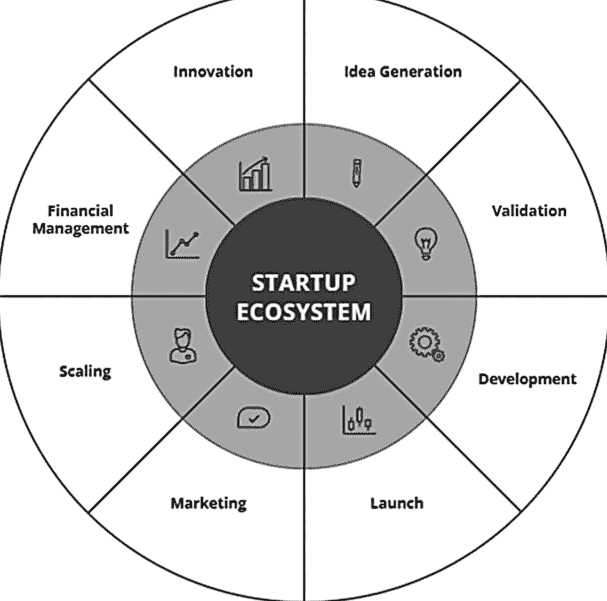 Innovation
Idea Generation
Financial
Management
Validation
STARTUP
ECOSYSTEM
Scaling
Development
Marketing
Launch